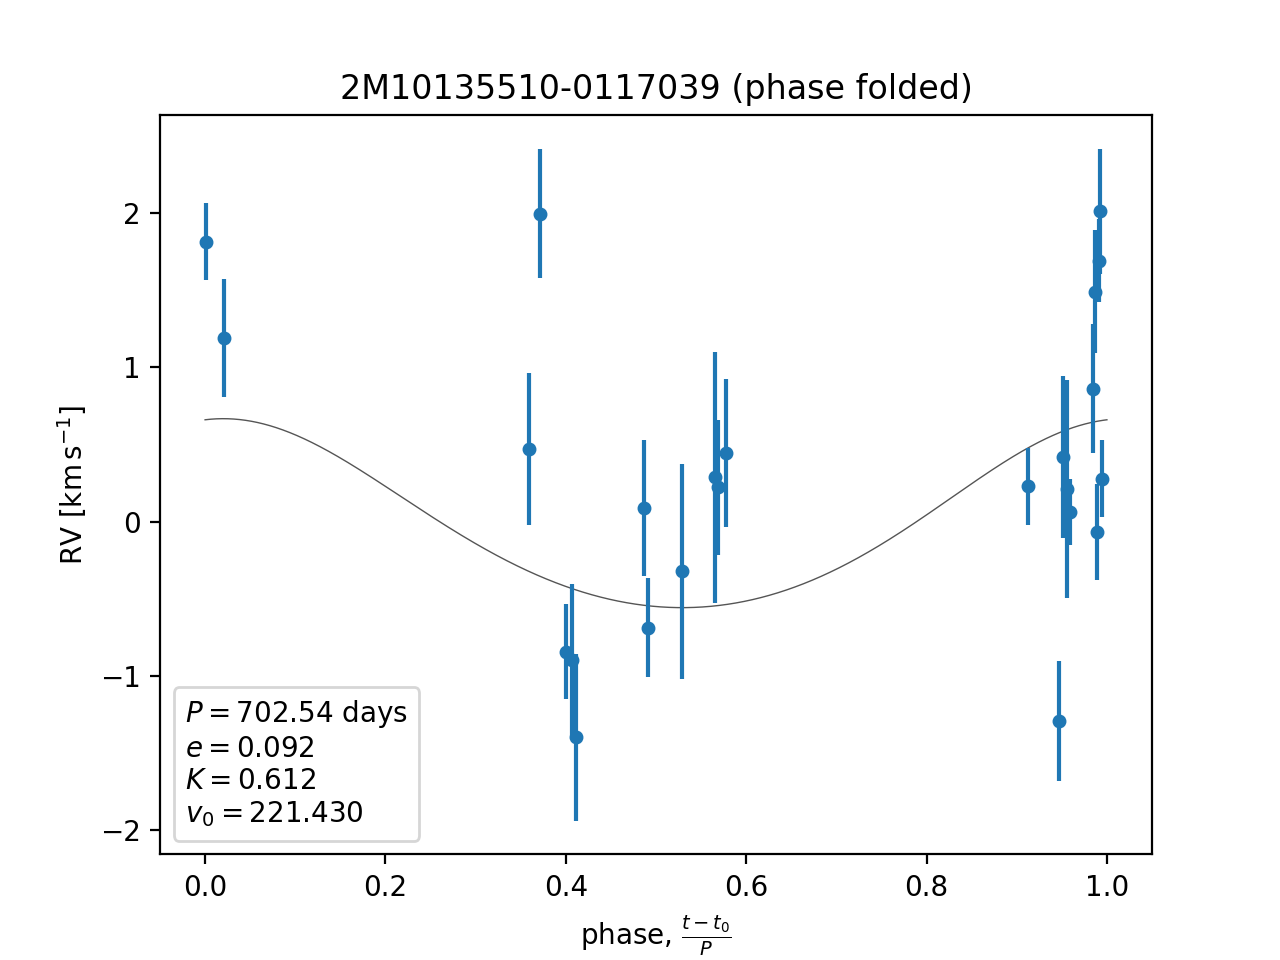 2M10135510-0117039 (phase folded)
RV [km s⁻¹]
2
1
0
−1
−2
P = 702.54 days
e = 0.092
K = 0.612
v₀ = 221.430
0.0 0.2 0.4 0.6 0.8 1.0
phase, (t − t₀)/P